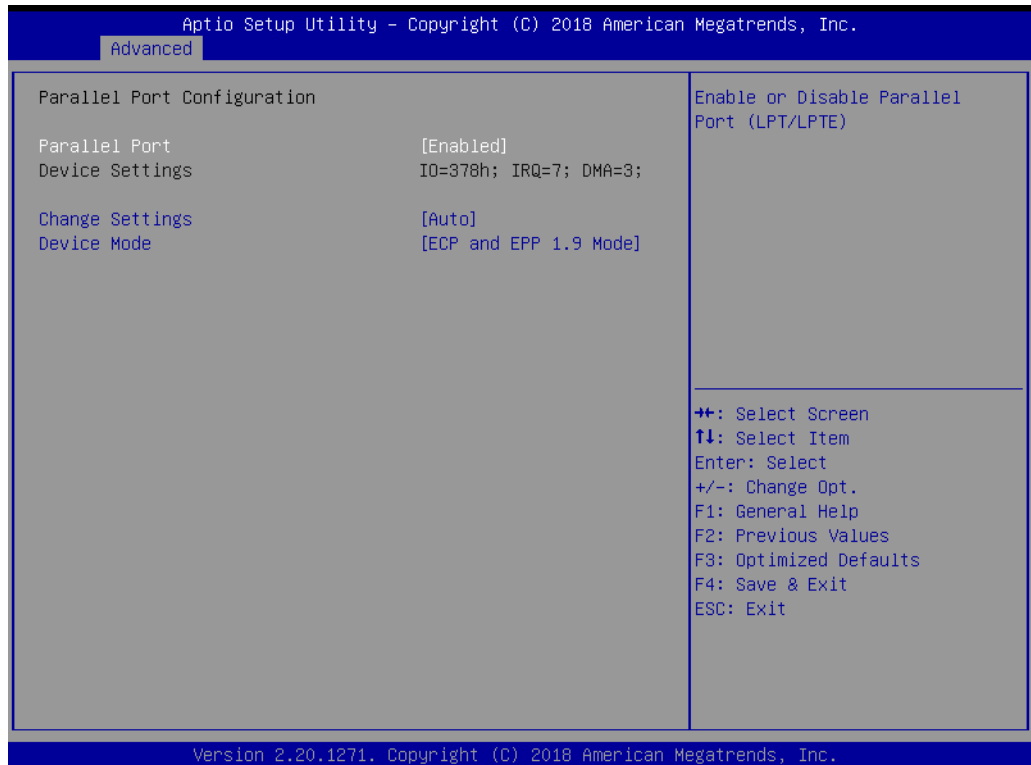 Aptio Setup Utility – Copyright (C) 2018 American Megatrends, Inc.
Advanced
Parallel Port Configuration
Parallel Port [Enabled]
Device Settings IO=378h; IRQ=7; DMA=3;
Change Settings [Auto]
Device Mode [ECP and EPP 1.9 Mode]
Enable or Disable Parallel
Port (LPT/LPTE)
→←: Select Screen
↑↓: Select Item
Enter: Select
+/-: Change Opt.
F1: General Help
F2: Previous Values
F3: Optimized Defaults
F4: Save & Exit
ESC: Exit
Version 2.20.1271. Copyright (C) 2018 American Megatrends, Inc.